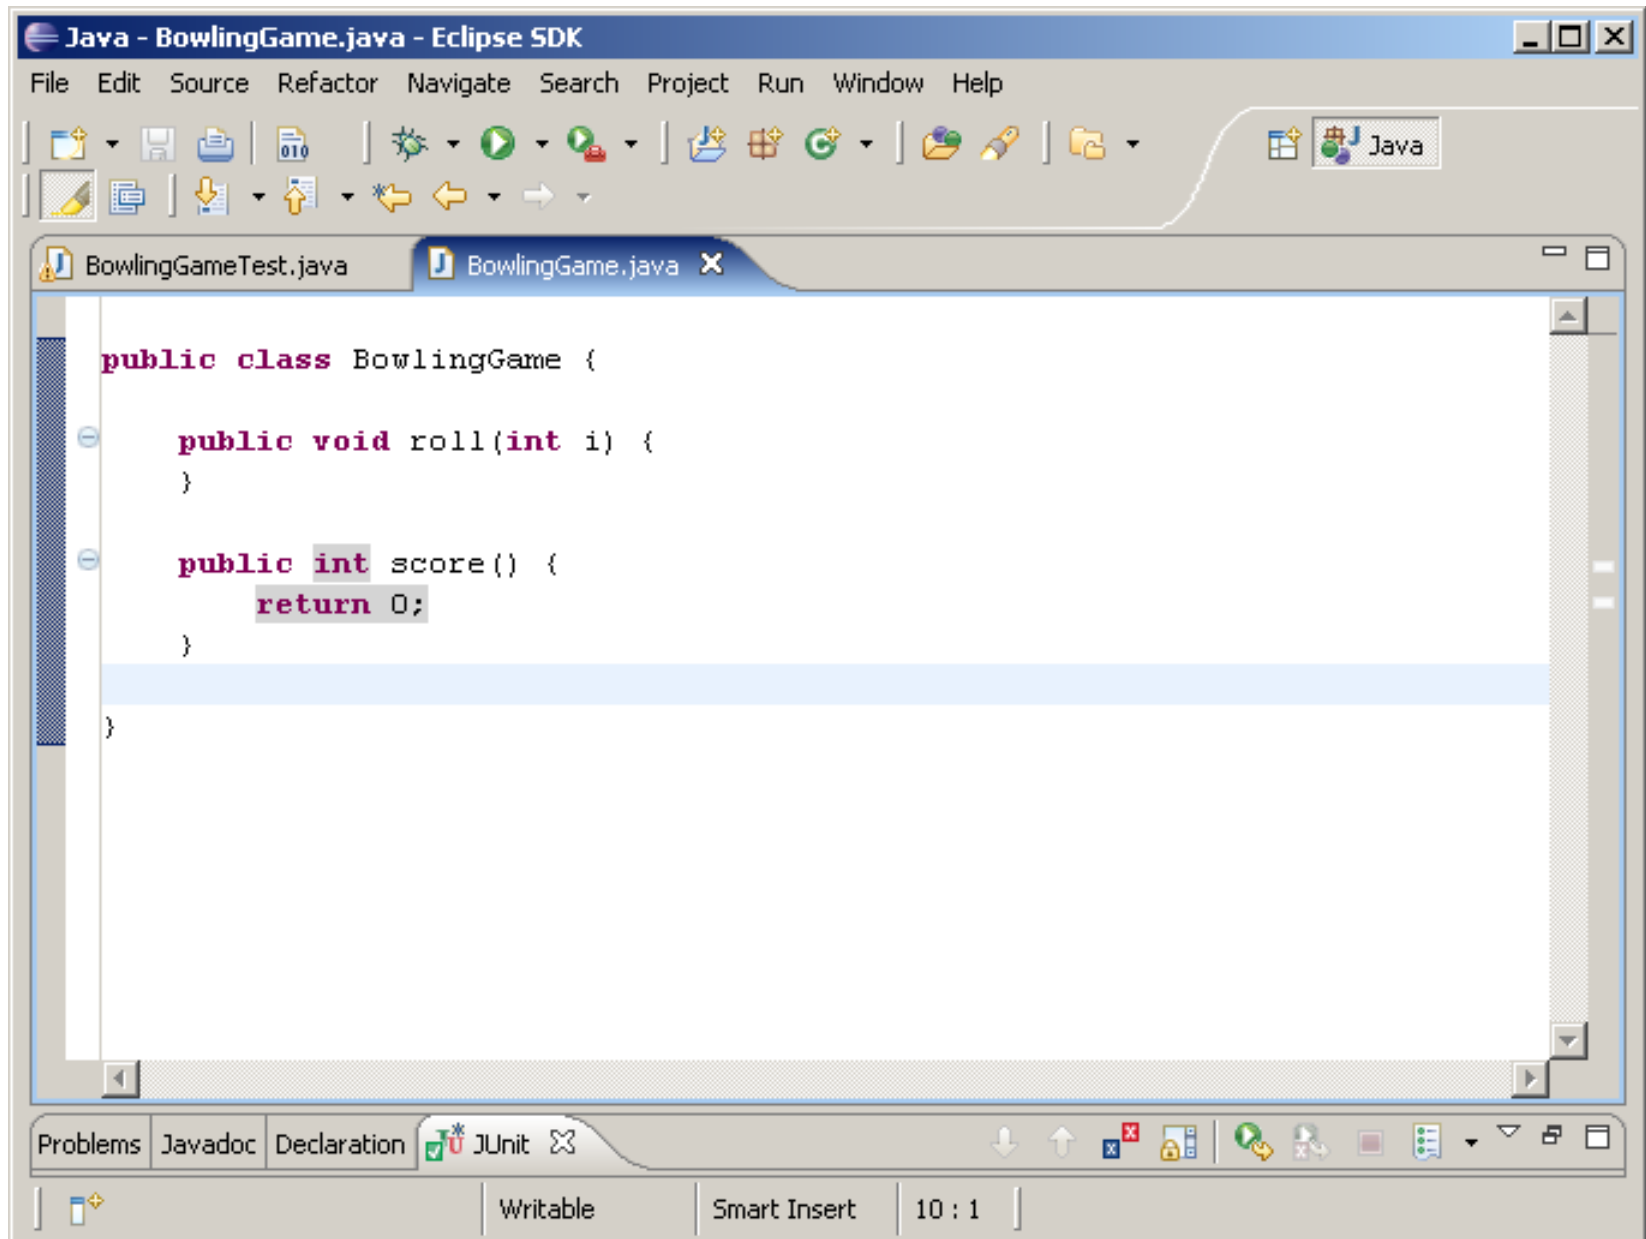 Java - BowlingGame.java - Eclipse SDK
File Edit Source Refactor Navigate Search Project Run Window Help
010 Java
BowlingGameTest.java BowlingGame.java
public class BowlingGame {
public void roll(int i) {
}
public int score() {
return 0;
}
}
Problems Javadoc Declaration JUnit
Writable Smart Insert 10 : 1